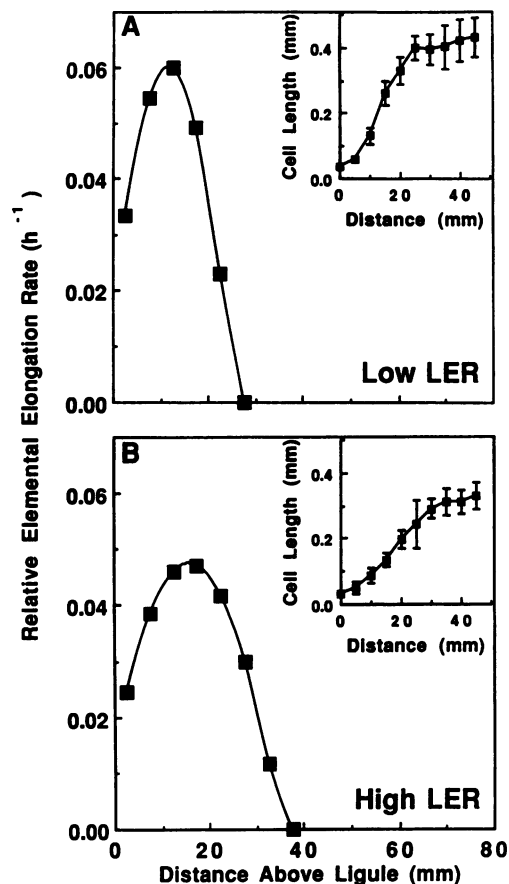 A
0.06
0.04
0.02
0.00
Relative Elemental Elongation Rate (h⁻¹)
Cell Length (mm)
0.4
0.2
0.0
0 20 40
Distance (mm)
Low LER
B
0.06
0.04
0.02
0.00
Cell Length (mm)
0.4
0.2
0.0
0 20 40
Distance (mm)
High LER
0 20 40 60 80
Distance Above Ligule (mm)